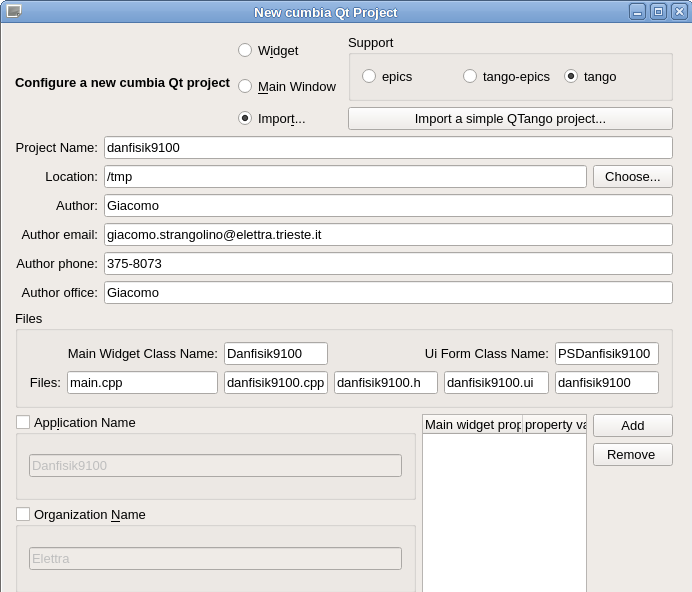 New cumbia Qt Project
Support
Widget
epics
tango-epics
tango
Configure a new cumbia Qt project
Main Window
Import...
Import a simple QTango project...
Project Name: danfisik9100
Location: /tmp Choose...
Author: Giacomo
Author email: giacomo.strangolino@elettra.trieste.it
Author phone: 375-8073
Author office: Giacomo
Files
Main Widget Class Name: Danfisik9100 Ui Form Class Name: PSDanfisik9100
Files: main.cpp danfisik9100.cpp danfisik9100.h danfisik9100.ui danfisik9100
Application Name
Main widget prop property va
Add
Danfisik9100
Remove
Organization Name
Elettra